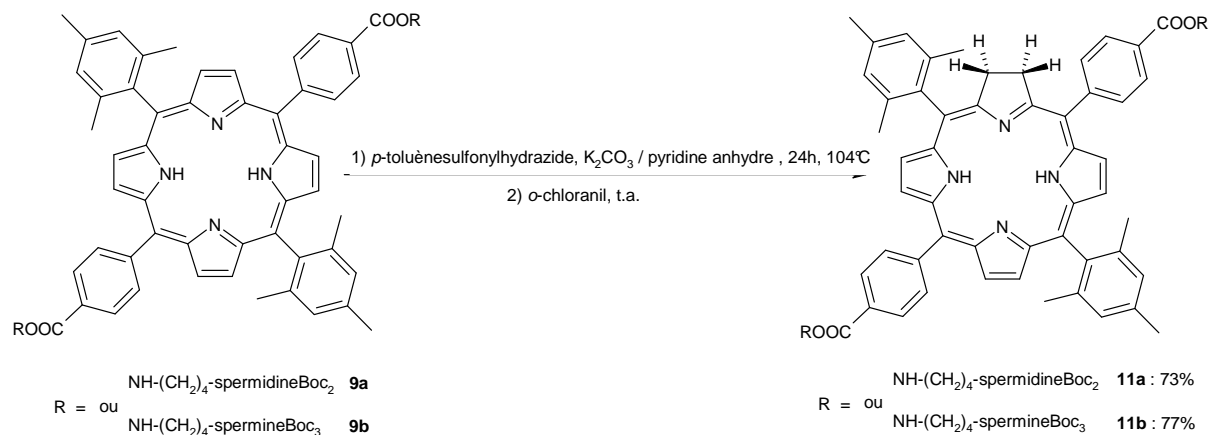 COOR
N
NH
HN
N
ROOC
1) p-toluènesulfonylhydrazide, K2CO3 / pyridine anhydre , 24h, 104°C
2) o-chloranil, t.a.
COOR
H H
H H
N
NH
HN
N
ROOC
NH-(CH2)4-spermidineBoc2 9a
R = ou
NH-(CH2)4-spermineBoc3 9b
NH-(CH2)4-spermidineBoc2 11a : 73%
R = ou
NH-(CH2)4-spermineBoc3 11b : 77%